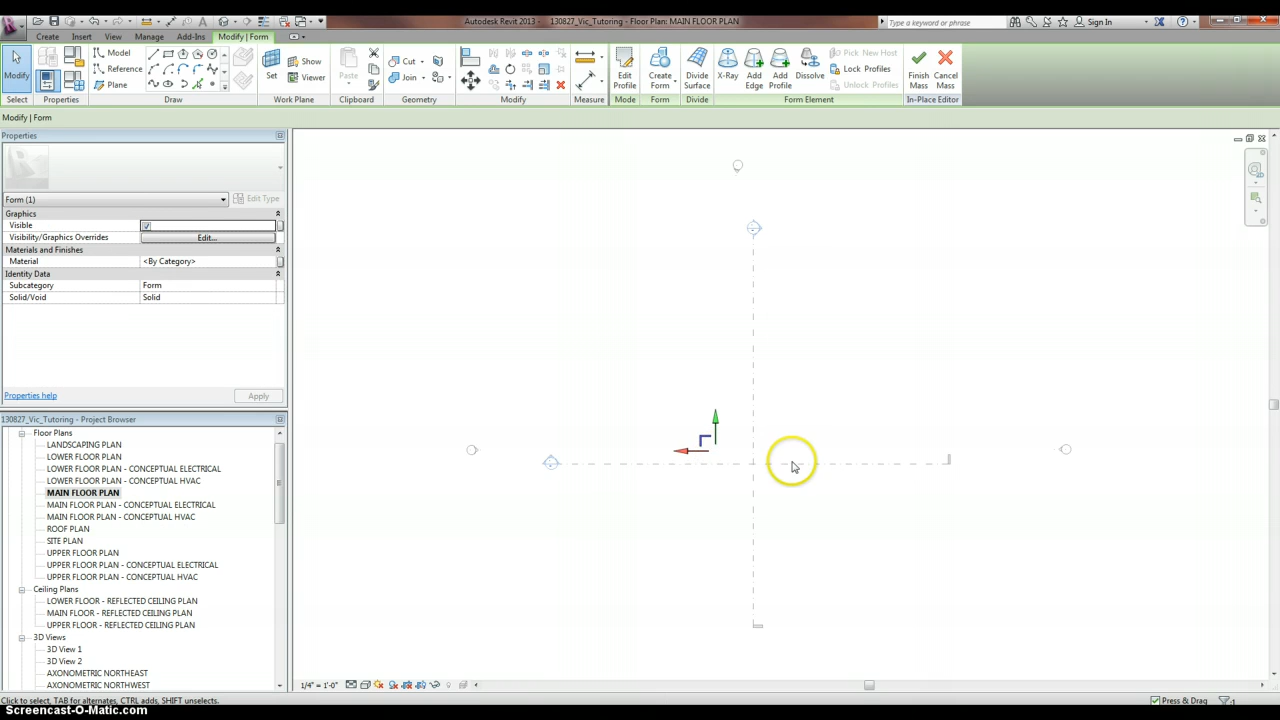 Autodesk Revit 2013 - 130827_Vic_Tutoring - Floor Plan: MAIN FLOOR PLAN
Type a keyword or phrase
Sign In
Create
Insert
View
Manage
Add-Ins
Modify | Form
Modify
Model
Reference
Plane
Set
Show
Viewer
Paste
Cut
Join
Edit Profile
Create Form
Divide Surface
X-Ray
Add Edge
Add Profile
Dissolve
Pick New Host
Lock Profiles
Unlock Profiles
Finish Mass
Cancel Mass
Select
Properties
Draw
Work Plane
Clipboard
Geometry
Modify
Measure
Mode
Form
Divide
Form Element
In-Place Editor
Modify | Form
Properties
Form (1)
Edit Type
Graphics
Visible
Visibility/Graphics Overrides
Edit...
Materials and Finishes
Material
<By Category>
Identity Data
Subcategory
Form
Solid/Void
Solid
Properties help
Apply
130827_Vic_Tutoring - Project Browser
Floor Plans
LANDSCAPING PLAN
LOWER FLOOR PLAN
LOWER FLOOR PLAN - CONCEPTUAL ELECTRICAL
LOWER FLOOR PLAN - CONCEPTUAL HVAC
MAIN FLOOR PLAN
MAIN FLOOR PLAN - CONCEPTUAL ELECTRICAL
MAIN FLOOR PLAN - CONCEPTUAL HVAC
ROOF PLAN
SITE PLAN
UPPER FLOOR PLAN
UPPER FLOOR PLAN - CONCEPTUAL ELECTRICAL
UPPER FLOOR PLAN - CONCEPTUAL HVAC
Ceiling Plans
LOWER FLOOR - REFLECTED CEILING PLAN
MAIN FLOOR - REFLECTED CEILING PLAN
UPPER FLOOR - REFLECTED CEILING PLAN
3D Views
3D View 1
3D View 2
AXONOMETRIC NORTHEAST
AXONOMETRIC NORTHWEST
1/4" = 1'-0"
Click to select, TAB for alternates, CTRL adds, SHIFT unselects.
Press & Drag
:1
Screencast-O-Matic.com